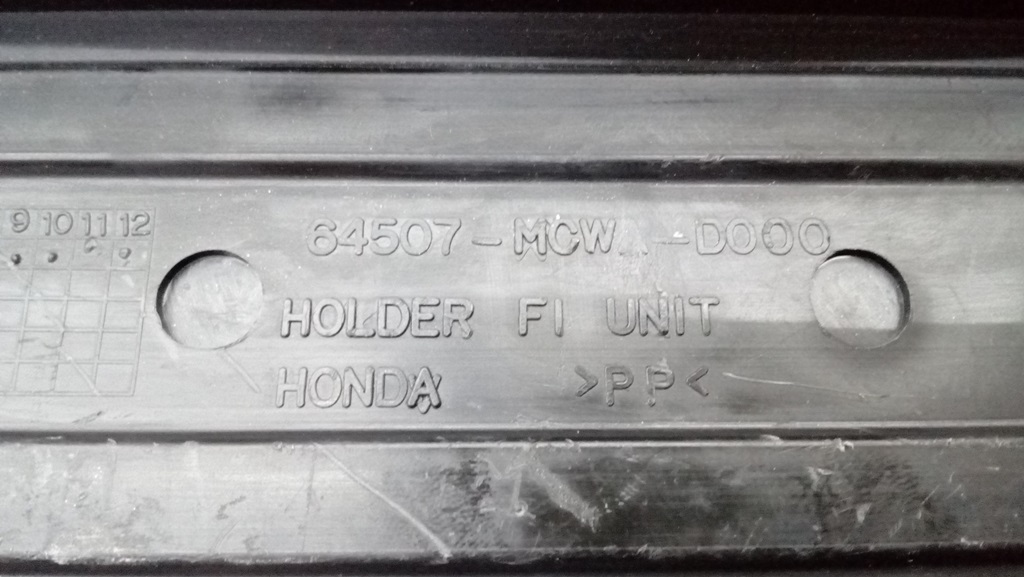 9 10 11 12
64507-MCW -D000
HOLDER FI UNIT
HONDA >PP<